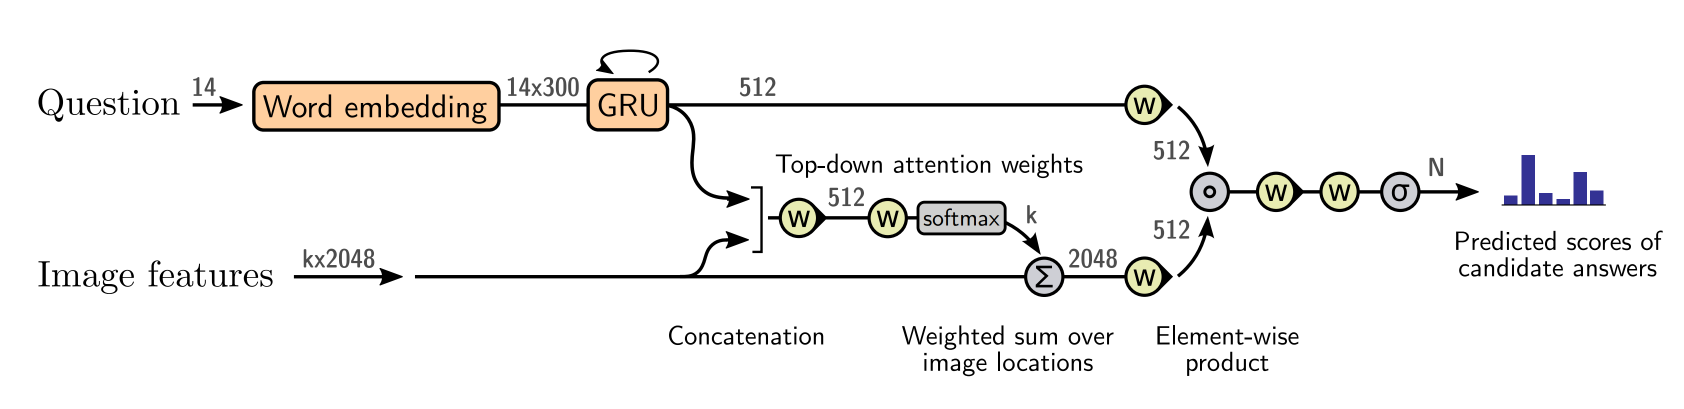 Question
14
Word embedding
14x300
GRU
512
w
512
Top-down attention weights
w
512
w
softmax
k
w
w
σ
N
Predicted scores of
candidate answers
Image features
kx2048
Σ
2048
w
512
Concatenation
Weighted sum over
image locations
Element-wise
product